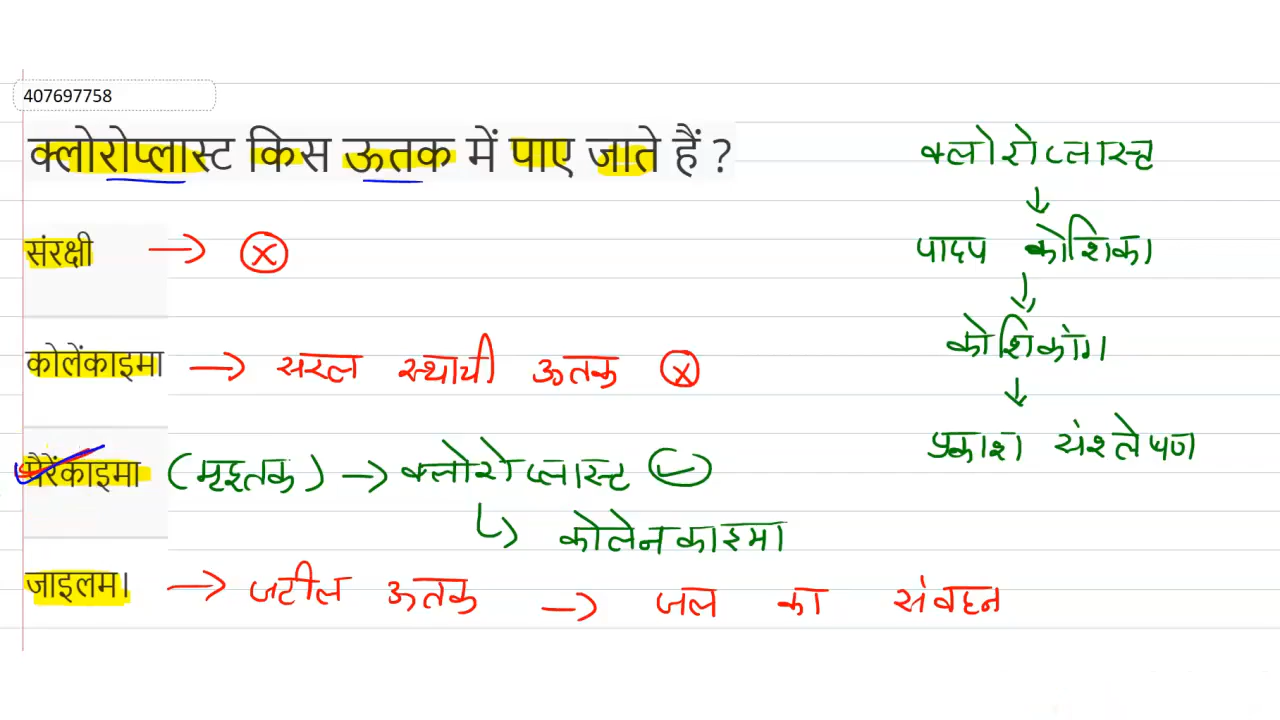 407697758
क्लोरोप्लास्ट किस ऊतक में पाए जाते हैं ?
क्लोरोप्लास्ट
↓
पादप कोशिका
↓
कोशिकांग
↓
प्रकाश संश्लेषण
संरक्षी → ⓧ
कोलेंकाइमा → सरल स्थायी ऊतक ⓧ
पैरेंकाइमा (मृदूतक) → क्लोरोप्लास्ट
↳ कोलेनकाइमा
जाइलम। → जटील ऊतक → जल का संवहन